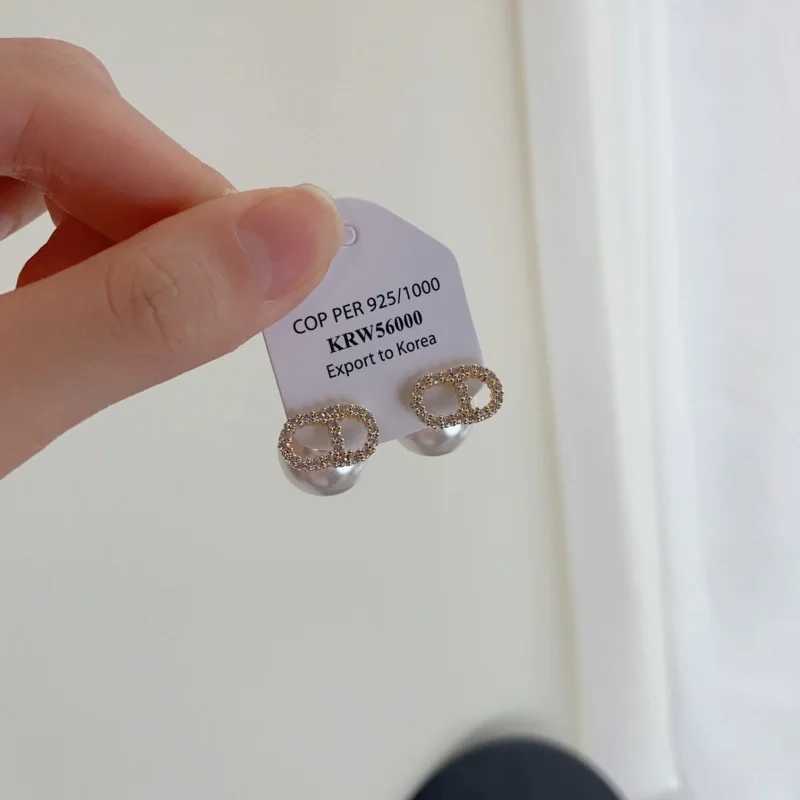 COP PER 925/1000
KRW56000
Export to Korea